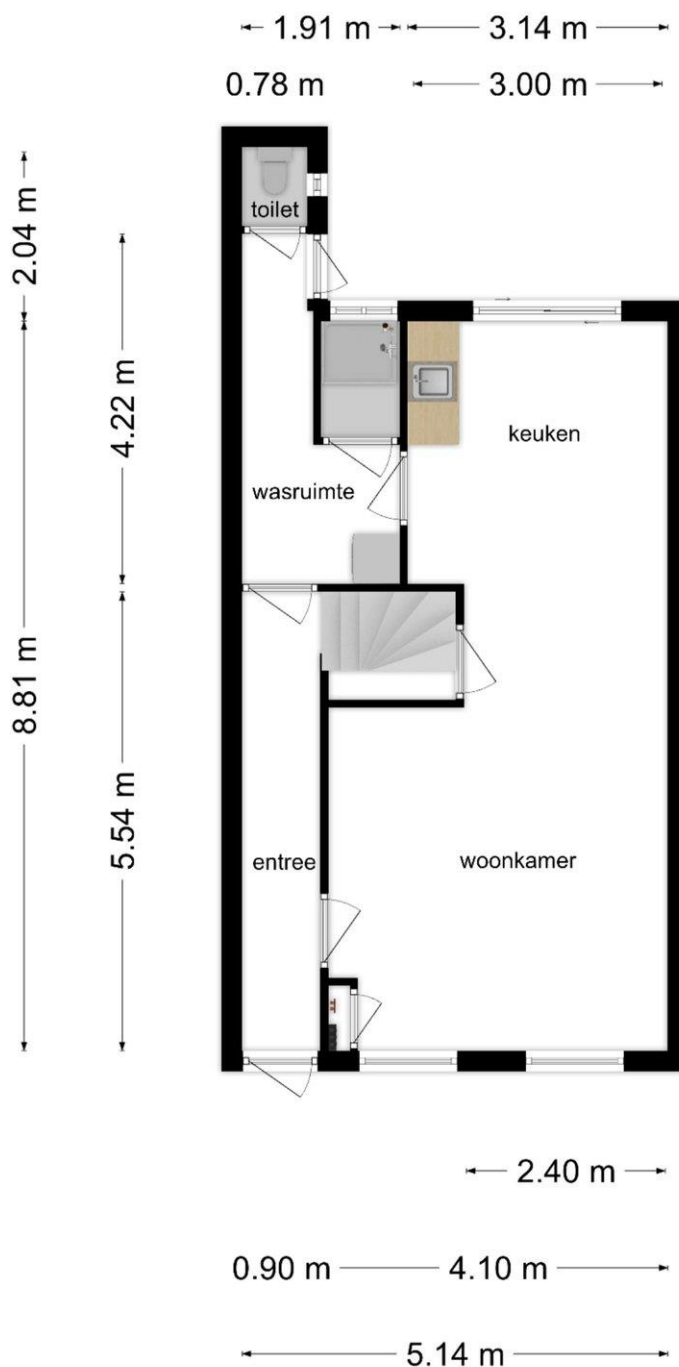 1.91 m
3.14 m
0.78 m
3.00 m
2.04 m
toilet
4.22 m
keuken
wasruimte
8.81 m
5.54 m
entree
woonkamer
2.40 m
0.90 m
4.10 m
5.14 m